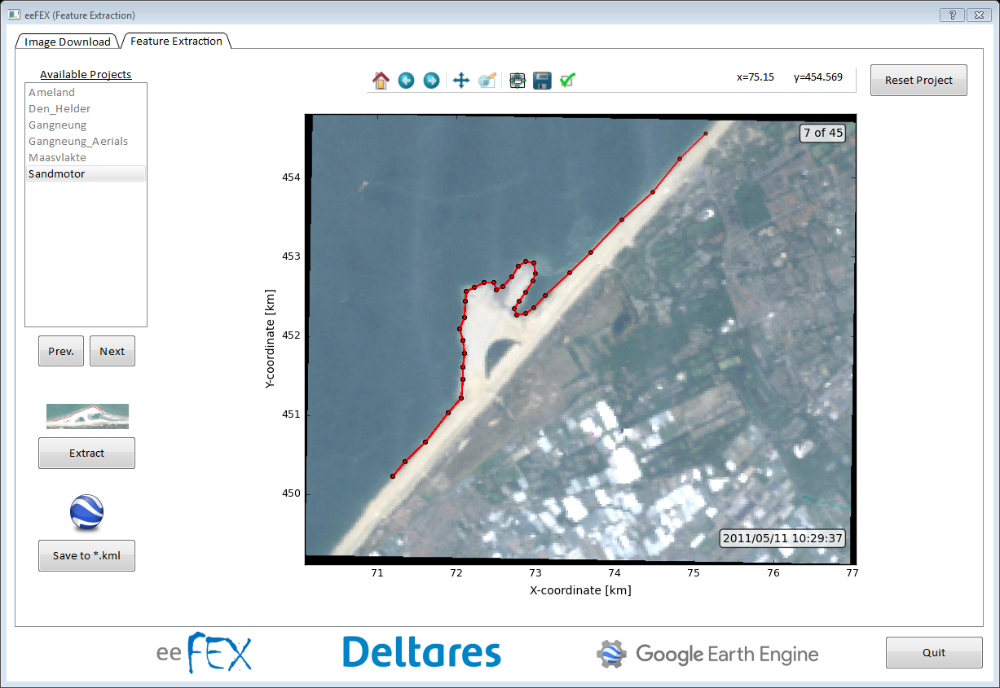 eeFEX (Feature Extraction)
Image Download
Feature Extraction
Available Projects
Ameland
Den_Helder
Gangneung
Gangneung_Aerials
Maasvlakte
Sandmotor
x=75.15 y=454.569
Reset Project
7 of 45
454
453
452
451
450
Y-coordinate [km]
Prev.
Next
Extract
Save to *.kml
2011/05/11 10:29:37
71 72 73 74 75 76 77
X-coordinate [km]
ee FEX
Deltares
Google Earth Engine
Quit